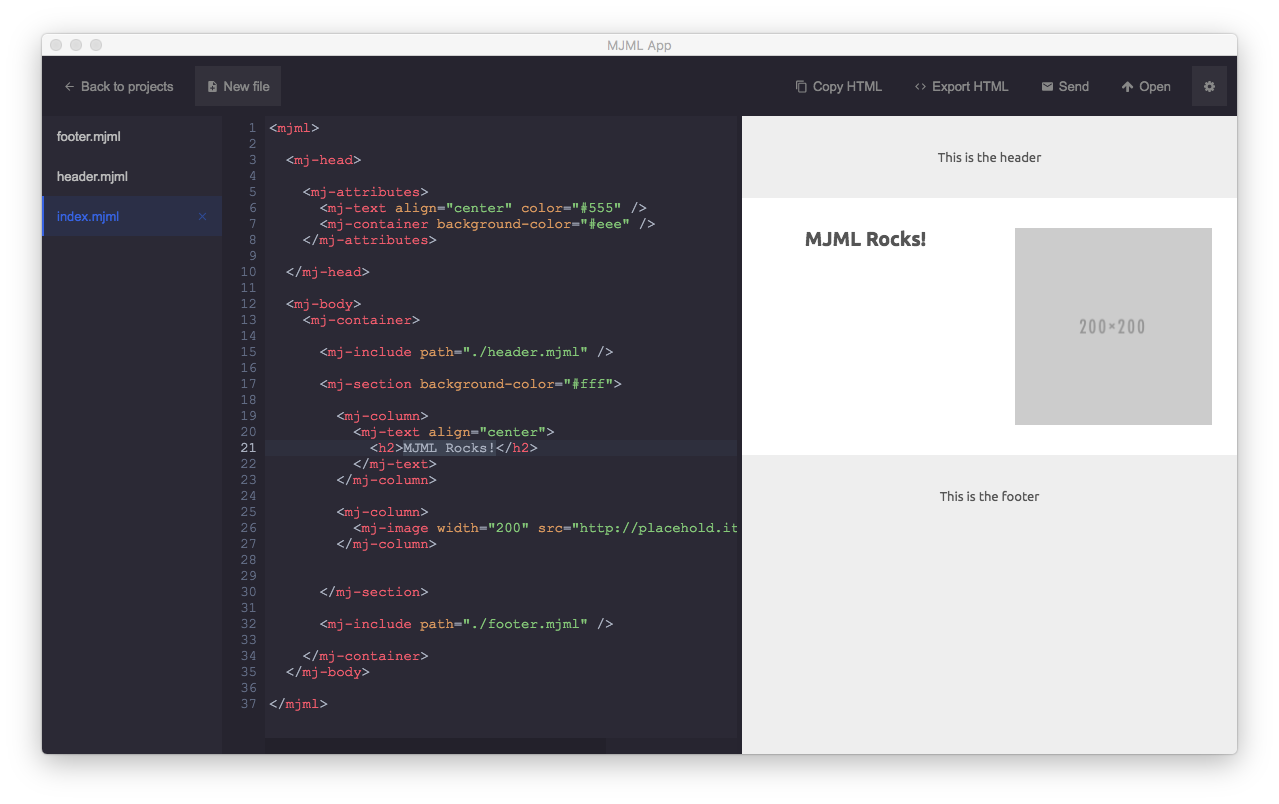 MJML App
Back to projects
New file
Copy HTML
Export HTML
Send
Open
footer.mjml
header.mjml
index.mjml
1 <mjml>
2
3 <mj-head>
4
5 <mj-attributes>
6 <mj-text align="center" color="#555" />
7 <mj-container background-color="#eee" />
8 </mj-attributes>
9
10 </mj-head>
11
12 <mj-body>
13 <mj-container>
14
15 <mj-include path="./header.mjml" />
16
17 <mj-section background-color="#fff">
18
19 <mj-column>
20 <mj-text align="center">
21 <h2>MJML Rocks!</h2>
22 </mj-text>
23 </mj-column>
24
25 <mj-column>
26 <mj-image width="200" src="http://placehold.it
27 </mj-column>
28
29
30 </mj-section>
31
32 <mj-include path="./footer.mjml" />
33
34 </mj-container>
35 </mj-body>
36
37 </mjml>
This is the header
MJML Rocks!
200×200
This is the footer